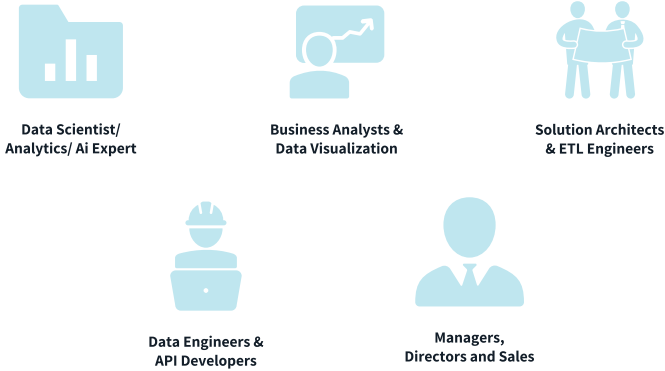 Data Scientist/
Analytics/ Ai Expert
Business Analysts &
Data Visualization
Solution Architects
& ETL Engineers
Data Engineers &
API Developers
Managers,
Directors and Sales